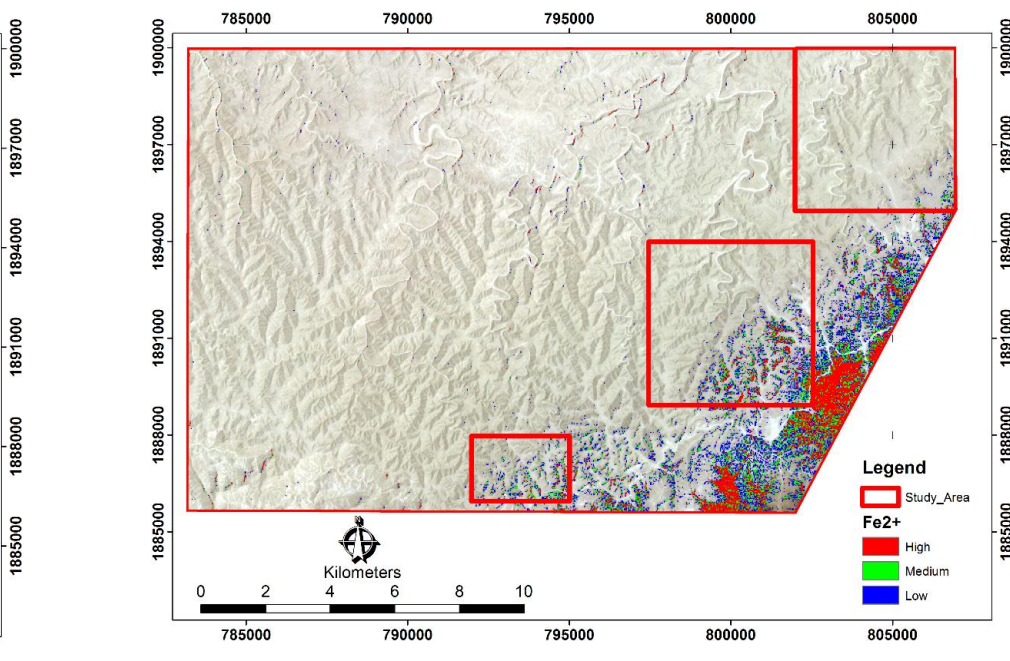 785000 790000 795000 800000 805000
1900000 1900000 1900000
1897000 1897000 1897000
1894000 1894000 1894000
1891000 1891000 1891000
1888000 1888000 1888000
1885000 1885000 1885000
Legend
Study_Area
Fe2+
High
Medium
Low
Kilometers
0 2 4 6 8 10
785000 790000 795000 800000 805000